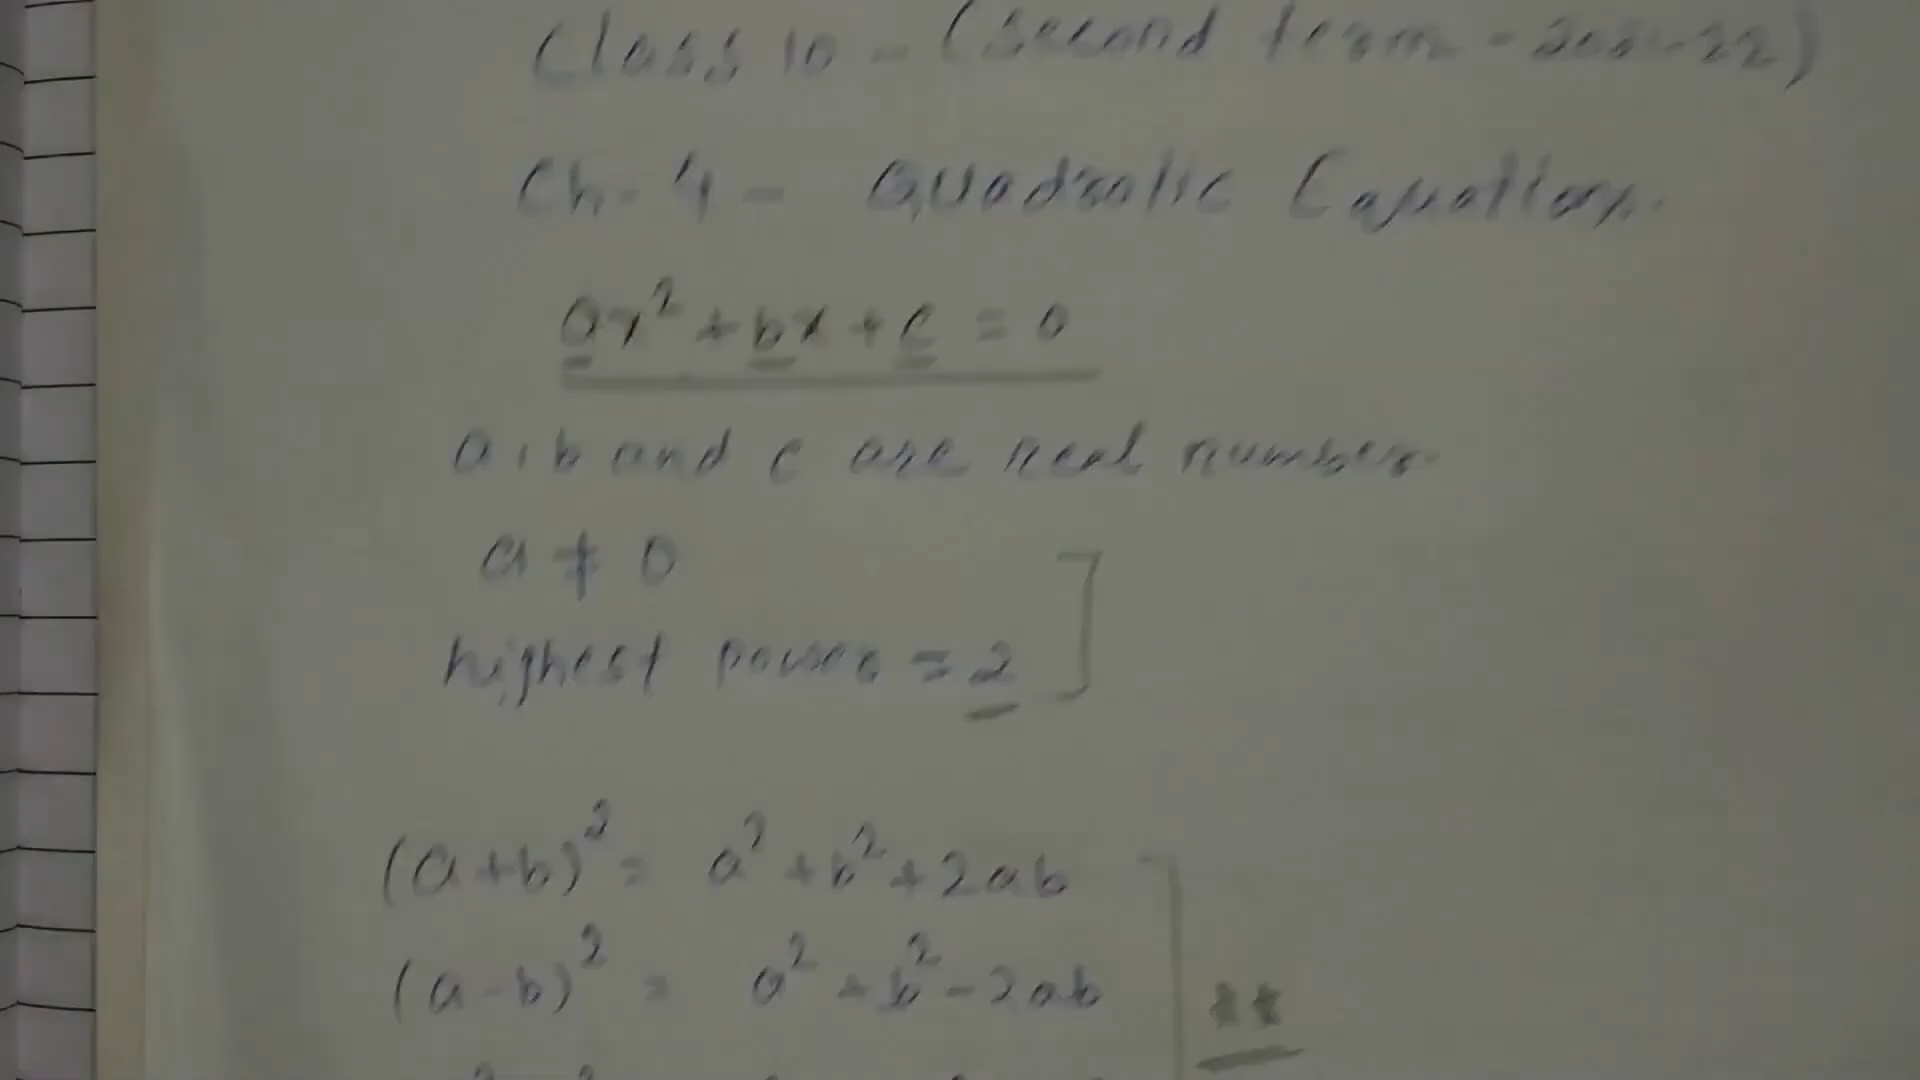 Class 10 - (Second term - 2021-22)
Ch. 4 - Quadratic Equation.
ax² + bx + c = 0
a, b and c are real number.
a ≠ 0
highest power = 2
(a+b)² = a² + b² + 2ab
(a-b)² = a² + b² - 2ab
**